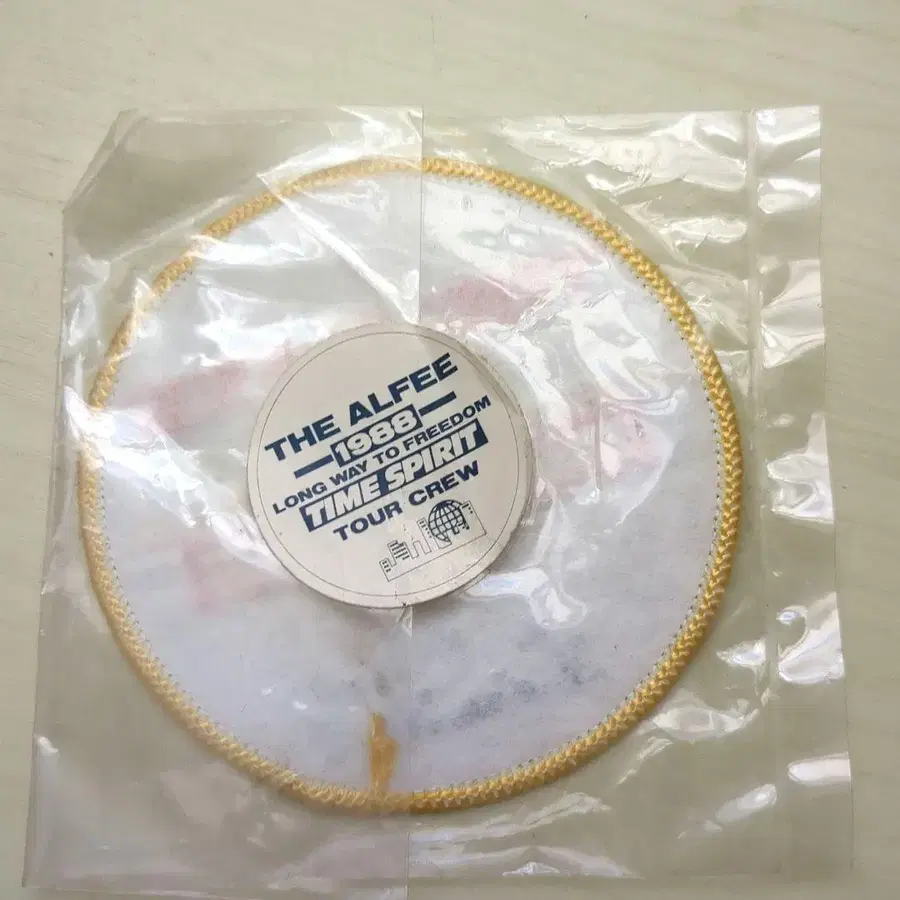 THE ALFEE
1988
LONG WAY TO FREEDOM
TIME SPIRIT
TOUR CREW